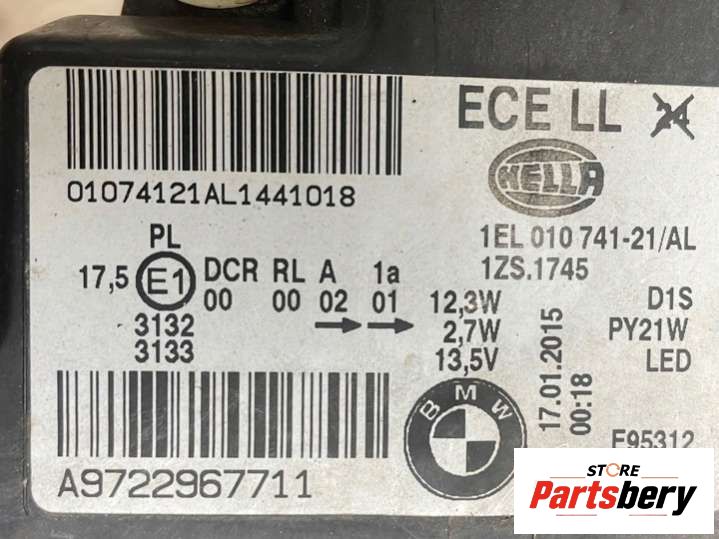 ECE LL 24
01074121AL1441018
HELLA
PL
1EL 010 741-21/AL
1ZS.1745
17,5 E1 DCR RL A 1a
00 00 02 01
3132
3133
12,3W D1S
2,7W PY21W
13,5V LED
17.01.2015
00:18
BMW
E95312
A9722967711
STORE
Partsbery